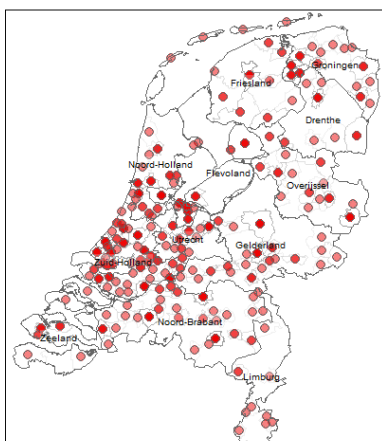 Groningen
Friesland
Drenthe
Noord-Holland
Flevoland
Overijssel
Utrecht
Gelderland
Zuid-Holland
Noord-Brabant
Zeeland
Limburg